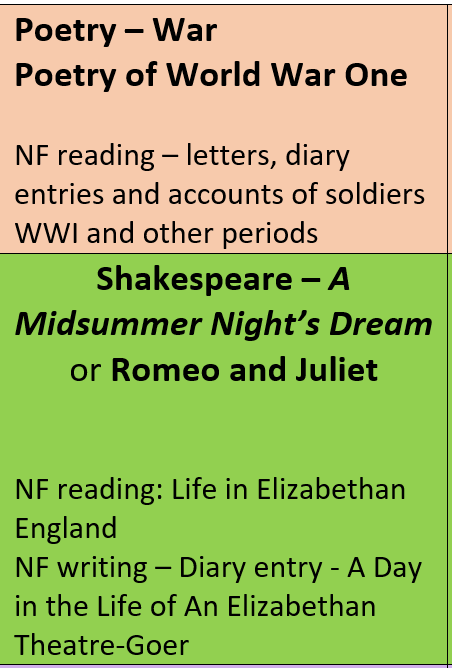 Poetry – War
Poetry of World War One
NF reading – letters, diary
entries and accounts of soldiers
WWI and other periods
Shakespeare – A
Midsummer Night’s Dream
or Romeo and Juliet
NF reading: Life in Elizabethan
England
NF writing – Diary entry - A Day
in the Life of An Elizabethan
Theatre-Goer